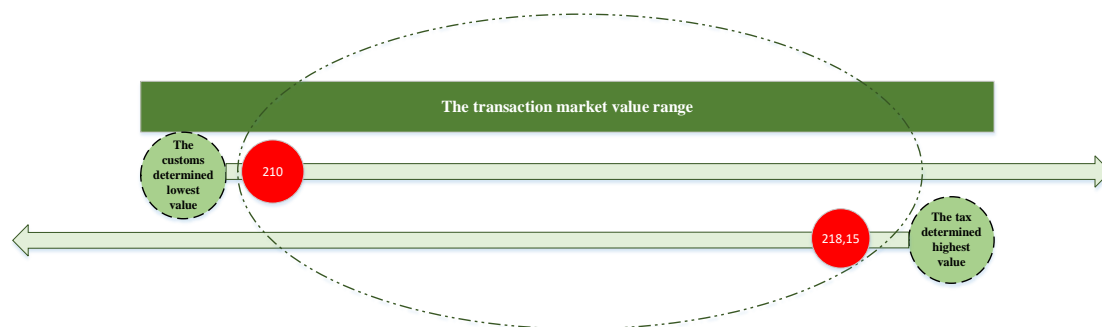 The transaction market value range
The
customs
determined
lowest
value
210
218,15
The tax
determined
highest
value